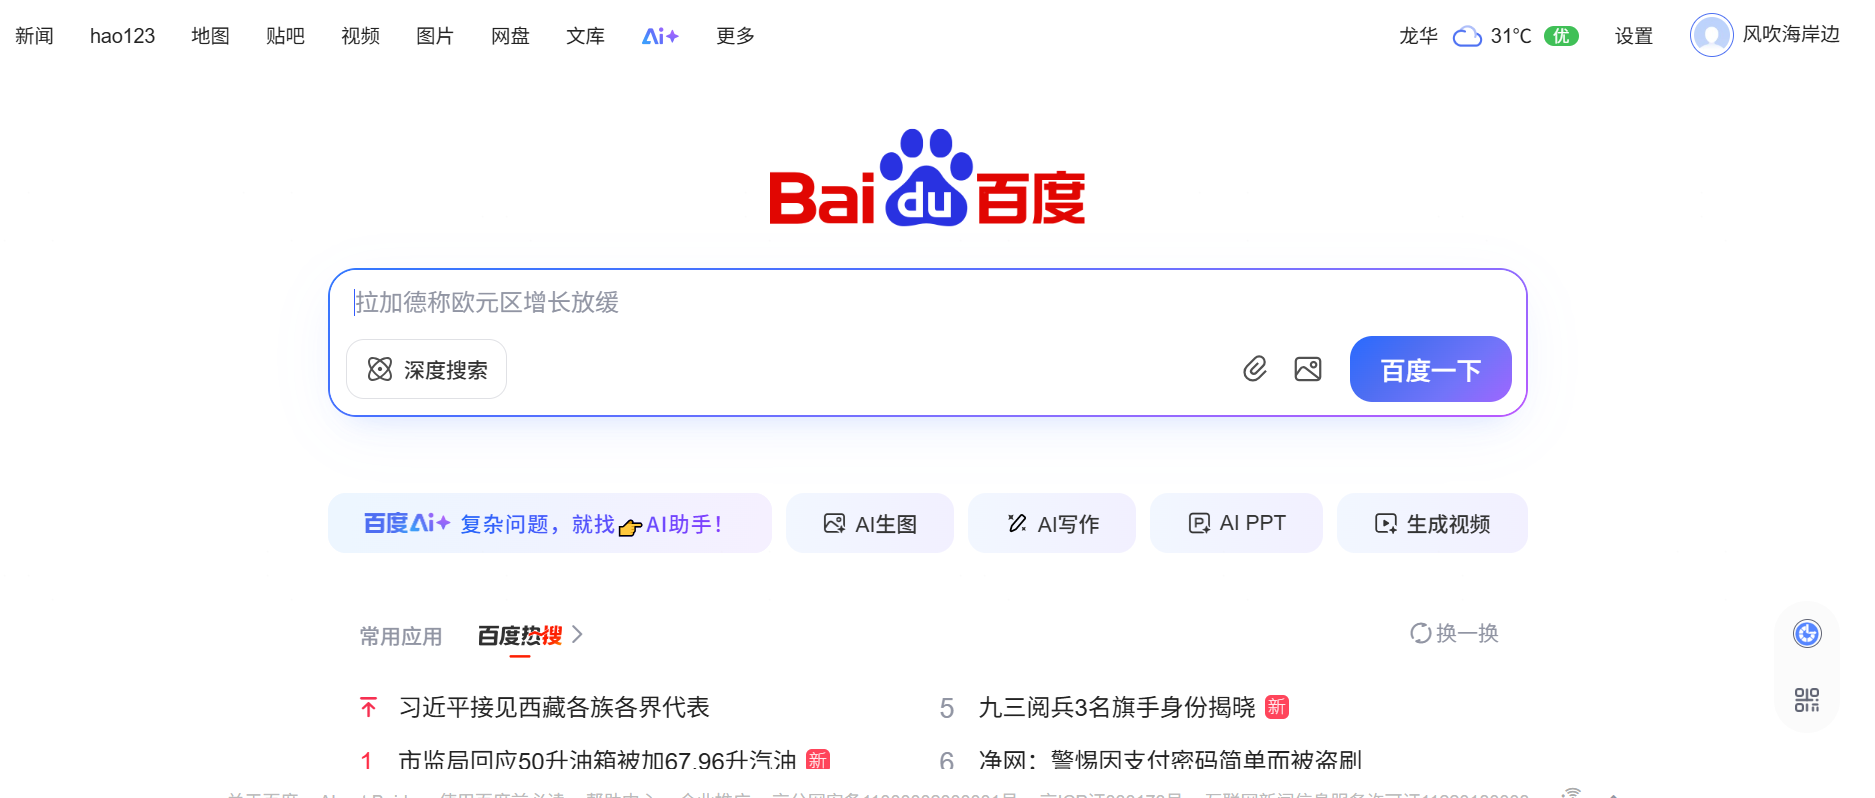 新闻 hao123 地图 贴吧 视频 图片 网盘 文库 Ai+ 更多 龙华 31℃ 优 设置 风吹海岸边
Bai du 百度
拉加德称欧元区增长放缓
深度搜索 百度一下
百度Ai+ 复杂问题，就找👉AI助手！ AI生图 AI写作 AI PPT 生成视频
常用应用 百度热搜 换一换
习近平接见西藏各族各界代表
5 九三阅兵3名旗手身份揭晓 新
1 市监局回应50升油箱被加67.96升汽油 新
6 净网：警惕因支付密码简单而被盗刷